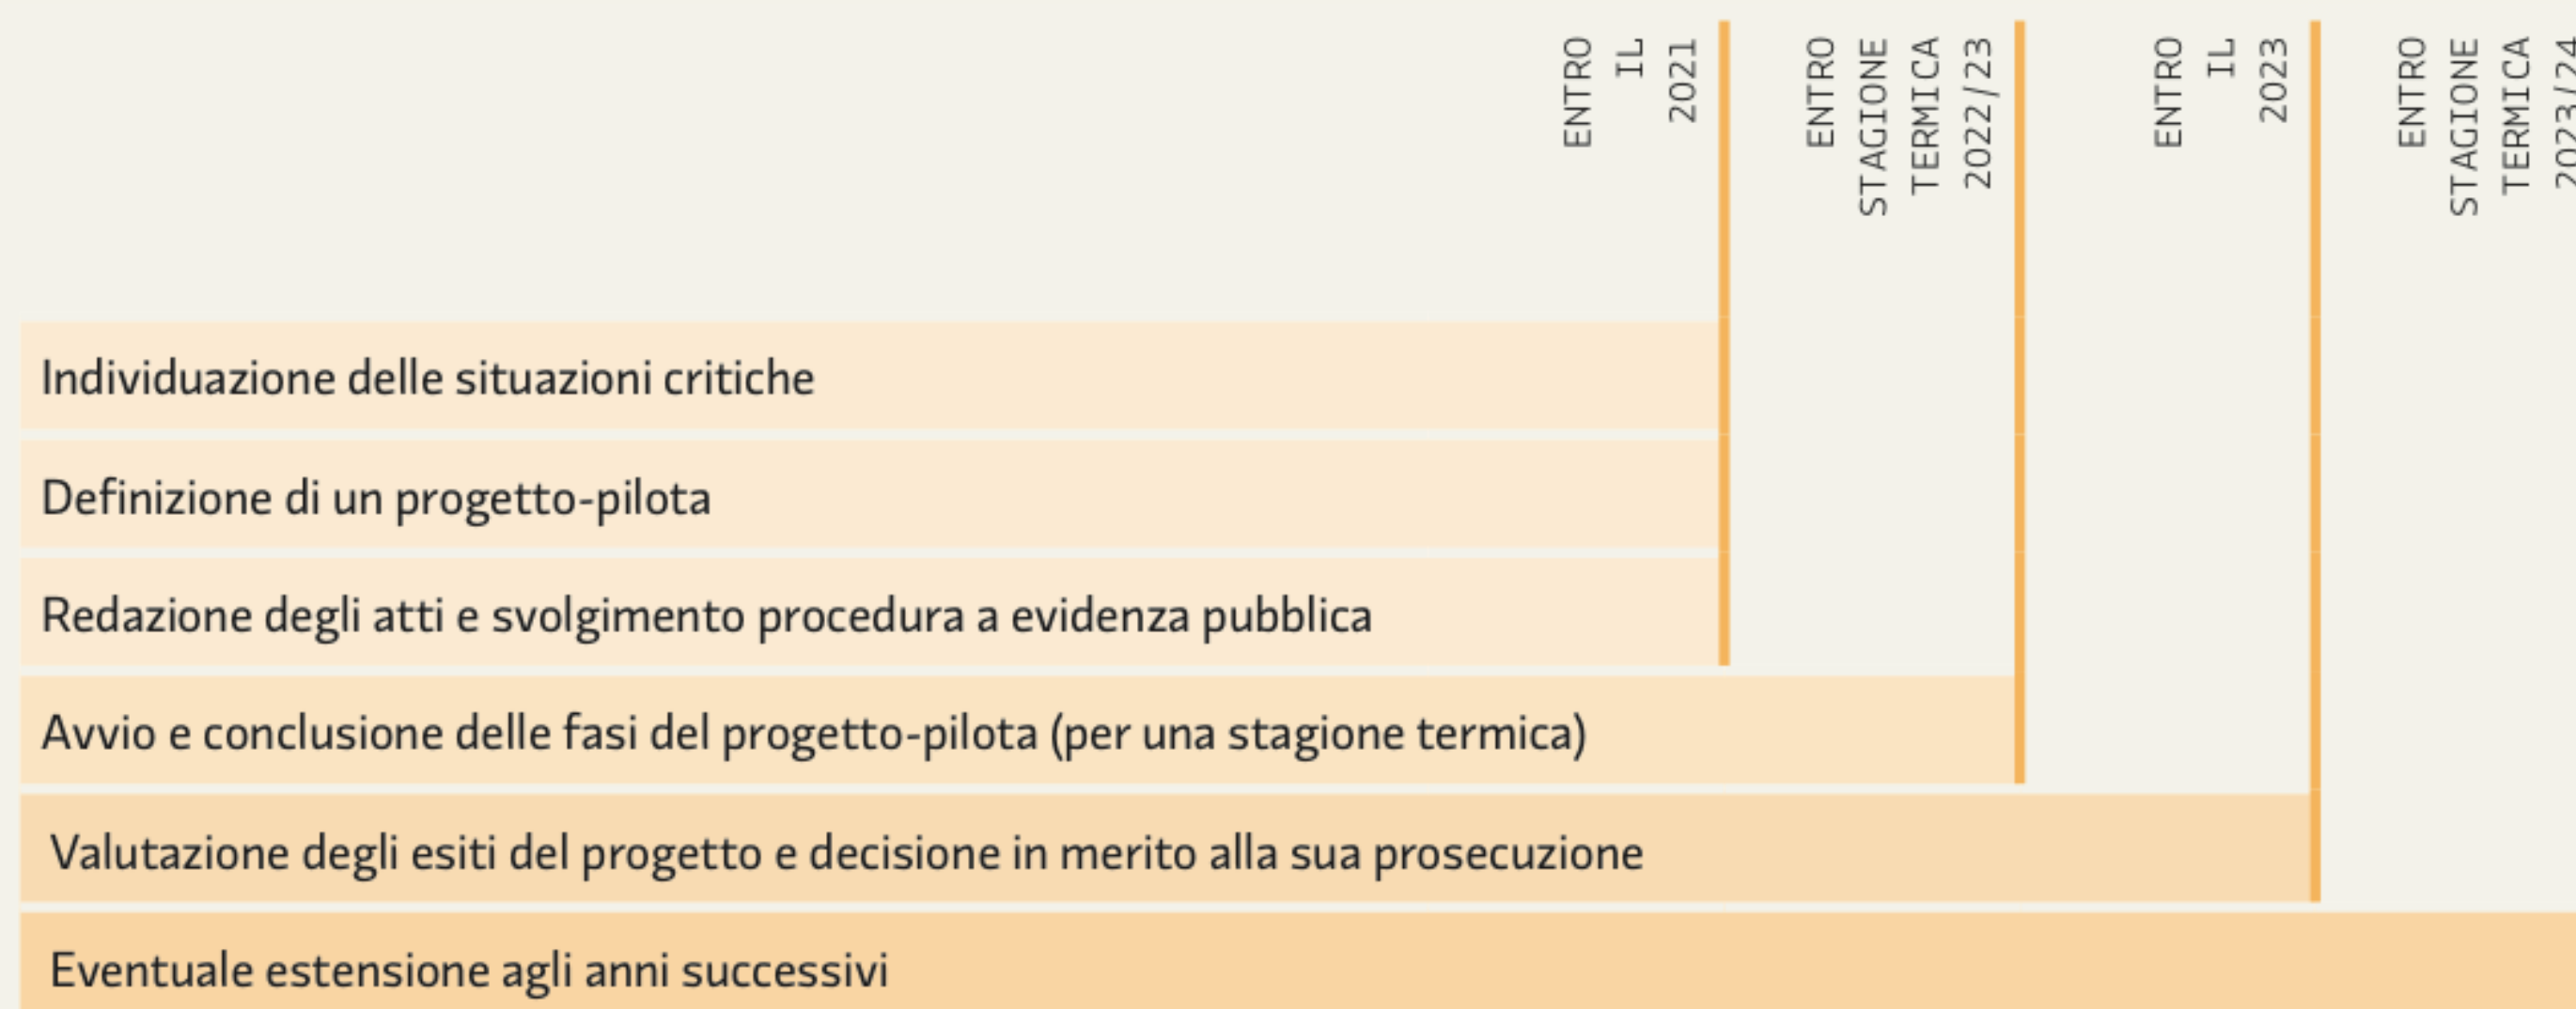 ENTRO
IL
2021
ENTRO
STAGIONE
TERMICA
2022/23
ENTRO
IL
2023
ENTRO
STAGIONE
TERMICA
2023/24
Individuazione delle situazioni critiche
Definizione di un progetto-pilota
Redazione degli atti e svolgimento procedura a evidenza pubblica
Avvio e conclusione delle fasi del progetto-pilota (per una stagione termica)
Valutazione degli esiti del progetto e decisione in merito alla sua prosecuzione
Eventuale estensione agli anni successivi